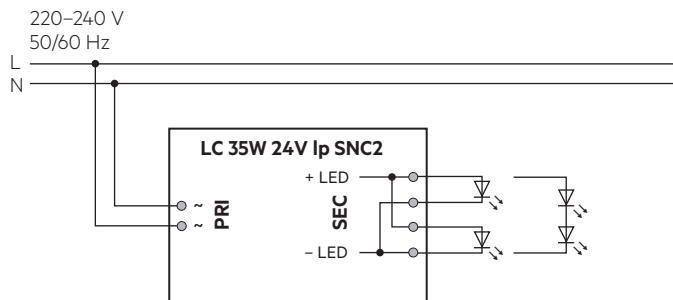 220–240 V
50/60 Hz
L
N
LC 35W 24V lp SNC2
+ LED
~
~
PRI
SEC
– LED